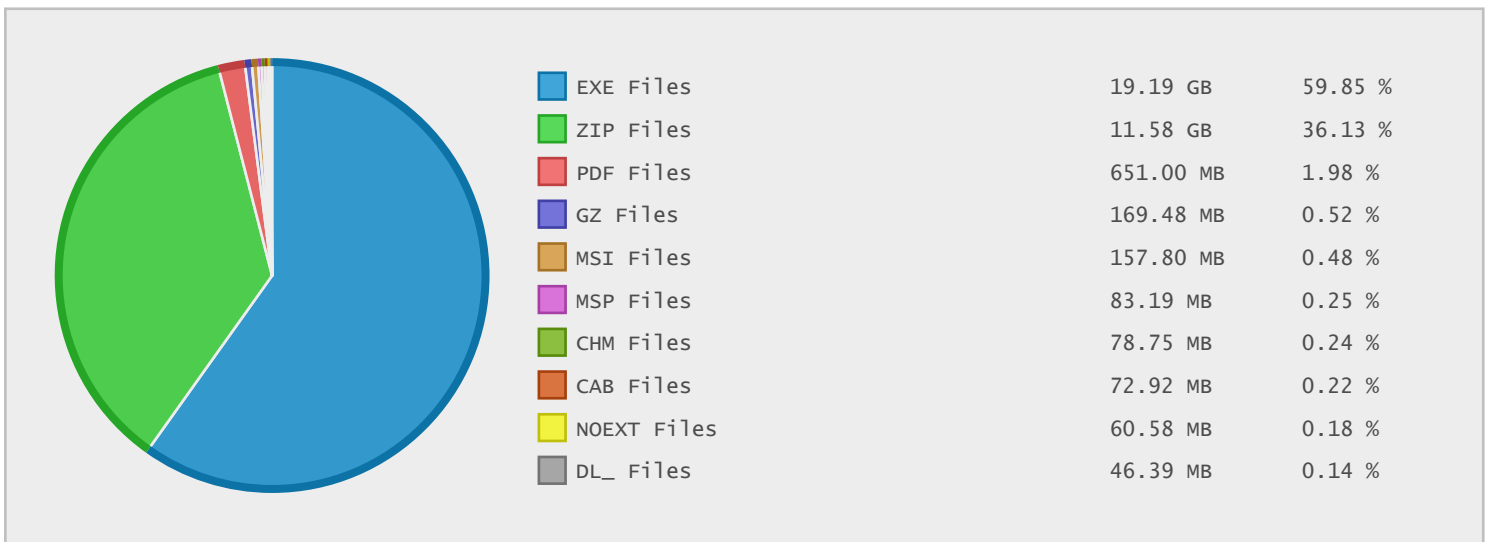 EXE Files 19.19 GB 59.85 %
ZIP Files 11.58 GB 36.13 %
PDF Files 651.00 MB 1.98 %
GZ Files 169.48 MB 0.52 %
MSI Files 157.80 MB 0.48 %
MSP Files 83.19 MB 0.25 %
CHM Files 78.75 MB 0.24 %
CAB Files 72.92 MB 0.22 %
NOEXT Files 60.58 MB 0.18 %
DL_ Files 46.39 MB 0.14 %